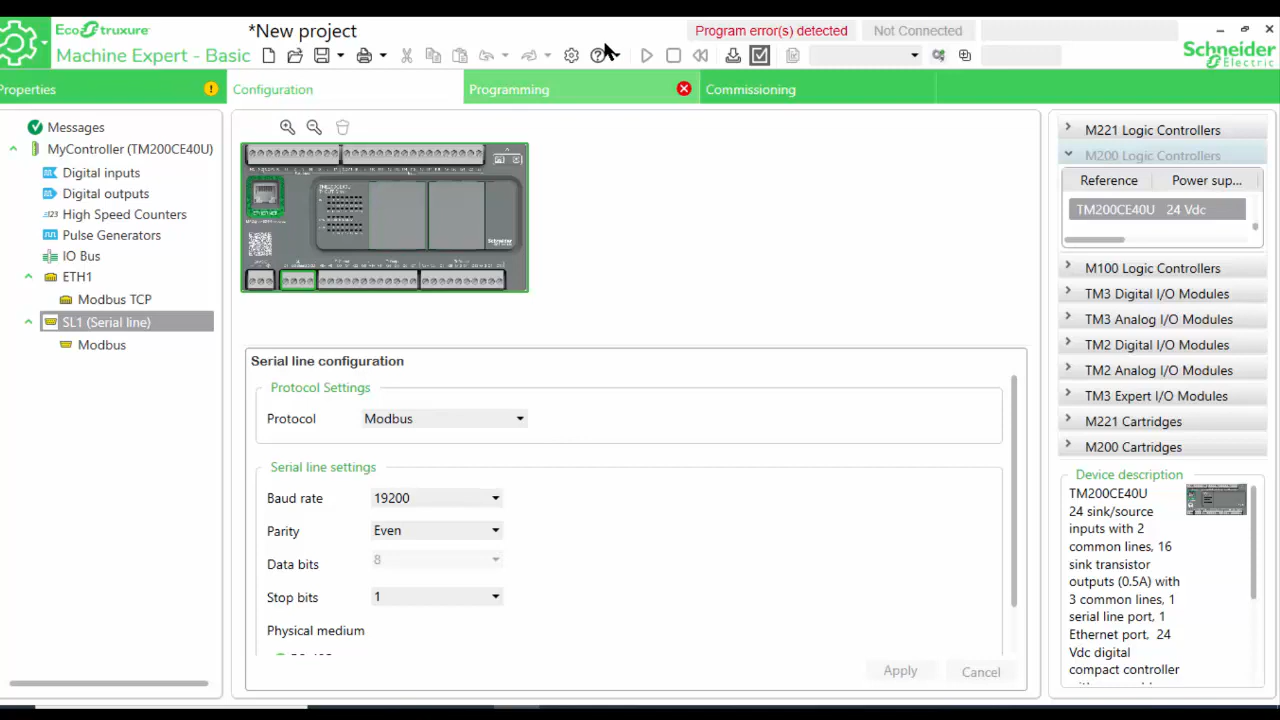 EcoStruxure
Machine Expert - Basic
*New project
Program error(s) detected
Not Connected
Schneider
Electric
Properties
Configuration
Programming
Commissioning
Messages
MyController (TM200CE40U)
Digital inputs
Digital outputs
High Speed Counters
Pulse Generators
IO Bus
ETH1
Modbus TCP
SL1 (Serial line)
Modbus
Serial line configuration
Protocol Settings
Protocol Modbus
Serial line settings
Baud rate 19200
Parity Even
Data bits 8
Stop bits 1
Physical medium
M221 Logic Controllers
M200 Logic Controllers
Reference Power sup...
TM200CE40U 24 Vdc
M100 Logic Controllers
TM3 Digital I/O Modules
TM3 Analog I/O Modules
TM2 Digital I/O Modules
TM2 Analog I/O Modules
TM3 Expert I/O Modules
M221 Cartridges
M200 Cartridges
Device description
TM200CE40U
24 sink/source
inputs with 2
common lines, 16
sink transistor
outputs (0.5A) with
3 common lines, 1
serial line port, 1
Ethernet port, 24
Vdc digital
compact controller
Apply Cancel